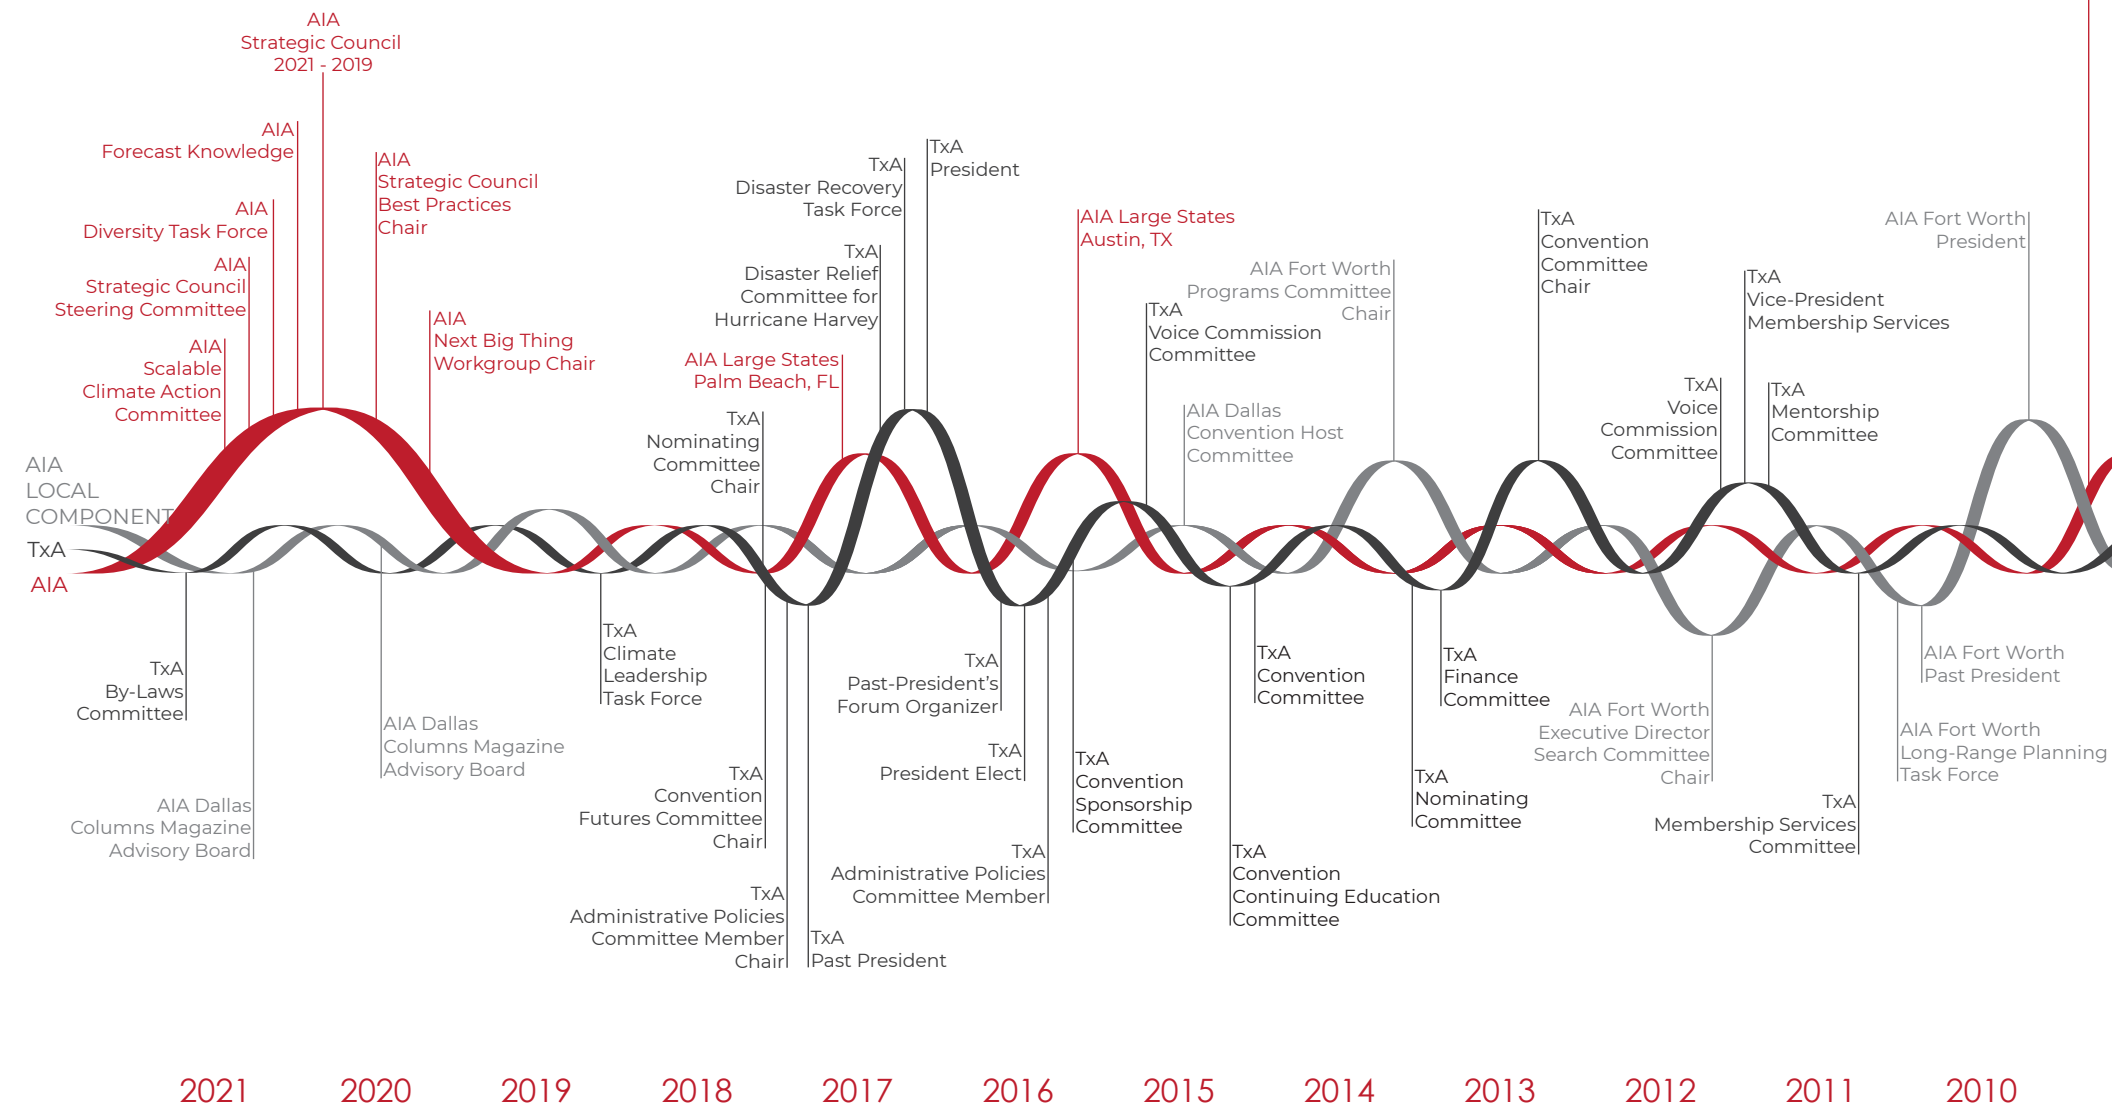 AIA
Strategic Council
2021 - 2019
AIA
Forecast Knowledge
AIA
Strategic Council
Best Practices
Chair
AIA
Diversity Task Force
AIA
Strategic Council
Steering Committee
AIA
Scalable
Climate Action
Committee
AIA
Next Big Thing
Workgroup Chair
AIA
LOCAL
COMPONENT
TxA
AIA
TxA
By-Laws
Committee
AIA Dallas
Columns Magazine
Advisory Board
AIA Dallas
Columns Magazine
Advisory Board
TxA
Climate
Leadership
Task Force
TxA
Nominating
Committee
Chair
AIA Large States
Palm Beach, FL
TxA
Disaster Relief
Committee for
Hurricane Harvey
TxA
Disaster Recovery
Task Force
TxA
President
TxA
Convention
Futures Committee
Chair
TxA
Administrative Policies
Committee Member
Chair
TxA
Past President
TxA
Past-President’s
Forum Organizer
TxA
President Elect
TxA
Administrative Policies
Committee Member
AIA Large States
Austin, TX
TxA
Convention
Sponsorship
Committee
TxA
Voice Commission
Committee
AIA Dallas
Convention Host
Committee
TxA
Convention
Continuing Education
Committee
TxA
Convention
Committee
AIA Fort Worth
Programs Committee
Chair
TxA
Nominating
Committee
TxA
Finance
Committee
TxA
Convention
Committee
Chair
AIA Fort Worth
Executive Director
Search Committee
Chair
TxA
Voice
Commission
Committee
TxA
Vice-President
Membership Services
TxA
Mentorship
Committee
TxA
Membership Services
Committee
AIA Fort Worth
Long-Range Planning
Task Force
AIA Fort Worth
Past President
AIA Fort Worth
President
2021
2020
2019
2018
2017
2016
2015
2014
2013
2012
2011
2010